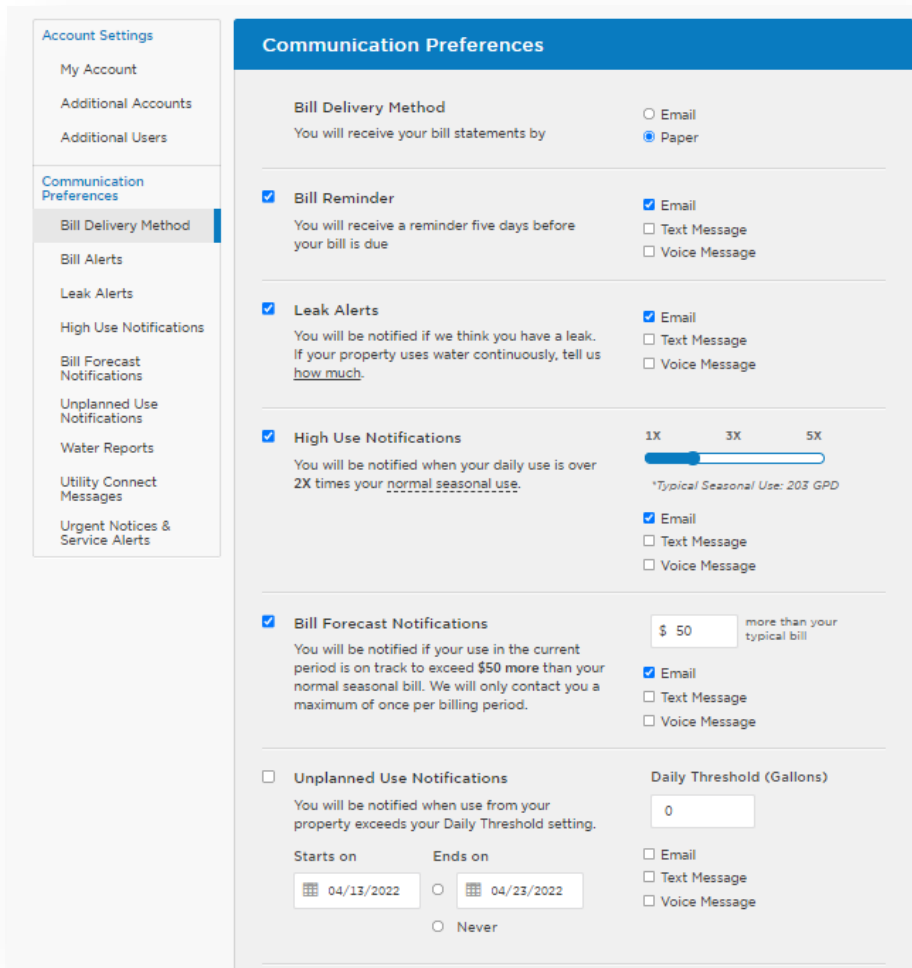 Account Settings
My Account
Additional Accounts
Additional Users
Communication
Preferences
Bill Delivery Method
Bill Alerts
Leak Alerts
High Use Notifications
Bill Forecast
Notifications
Unplanned Use
Notifications
Water Reports
Utility Connect
Messages
Urgent Notices &
Service Alerts
Communication Preferences
Bill Delivery Method
You will receive your bill statements by
Email
Paper
Bill Reminder
You will receive a reminder five days before
your bill is due
Email
Text Message
Voice Message
Leak Alerts
You will be notified if we think you have a leak.
If your property uses water continuously, tell us
how much.
Email
Text Message
Voice Message
High Use Notifications
You will be notified when your daily use is over
2X times your normal seasonal use.
1X 3X 5X
*Typical Seasonal Use: 203 GPD
Email
Text Message
Voice Message
Bill Forecast Notifications
You will be notified if your use in the current
period is on track to exceed $50 more than your
normal seasonal bill. We will only contact you a
maximum of once per billing period.
$ 50
more than your
typical bill
Email
Text Message
Voice Message
Unplanned Use Notifications
You will be notified when use from your
property exceeds your Daily Threshold setting.
Starts on Ends on
04/13/2022 04/23/2022
Never
Daily Threshold (Gallons)
0
Email
Text Message
Voice Message